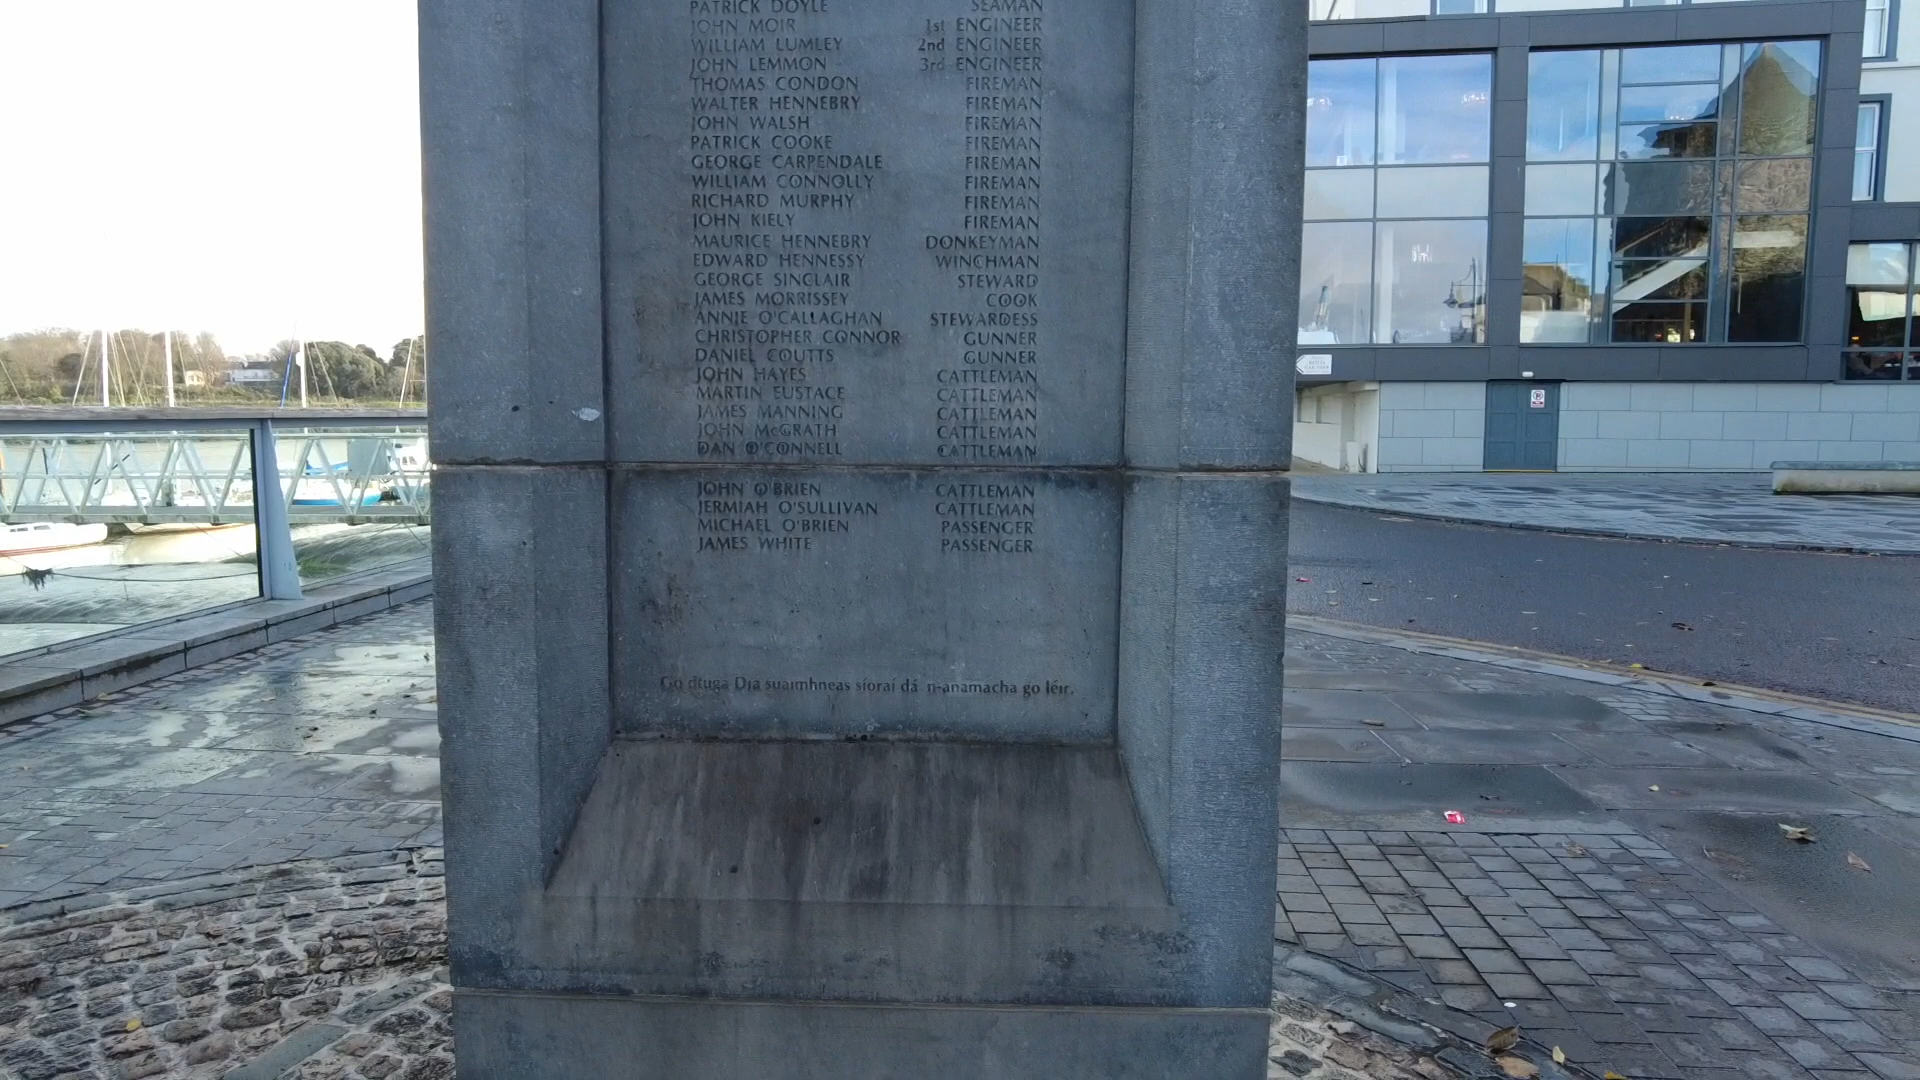 PATRICK DOYLE SEAMAN
JOHN MOIR 1st ENGINEER
WILLIAM LUMLEY 2nd ENGINEER
JOHN LEMMON 3rd ENGINEER
THOMAS CONDON FIREMAN
WALTER HENNEBRY FIREMAN
JOHN WALSH FIREMAN
PATRICK COOKE FIREMAN
GEORGE CARPENDALE FIREMAN
WILLIAM CONNOLLY FIREMAN
RICHARD MURPHY FIREMAN
JOHN KIELY FIREMAN
MAURICE HENNEBRY DONKEYMAN
EDWARD HENNESSY WINCHMAN
GEORGE SINCLAIR STEWARD
JAMES MORRISSEY COOK
ANNIE O'CALLAGHAN STEWARDESS
CHRISTOPHER CONNOR GUNNER
DANIEL COUTTS GUNNER
JOHN HAYES CATTLEMAN
MARTIN EUSTACE CATTLEMAN
JAMES MANNING CATTLEMAN
JOHN McGRATH CATTLEMAN
DAN O'CONNELL CATTLEMAN
JOHN O'BRIEN CATTLEMAN
JERMIAH O'SULLIVAN CATTLEMAN
MICHAEL O'BRIEN PASSENGER
JAMES WHITE PASSENGER
Go dtuga Dia suaimhneas síoraí dá n-anamacha go léir.